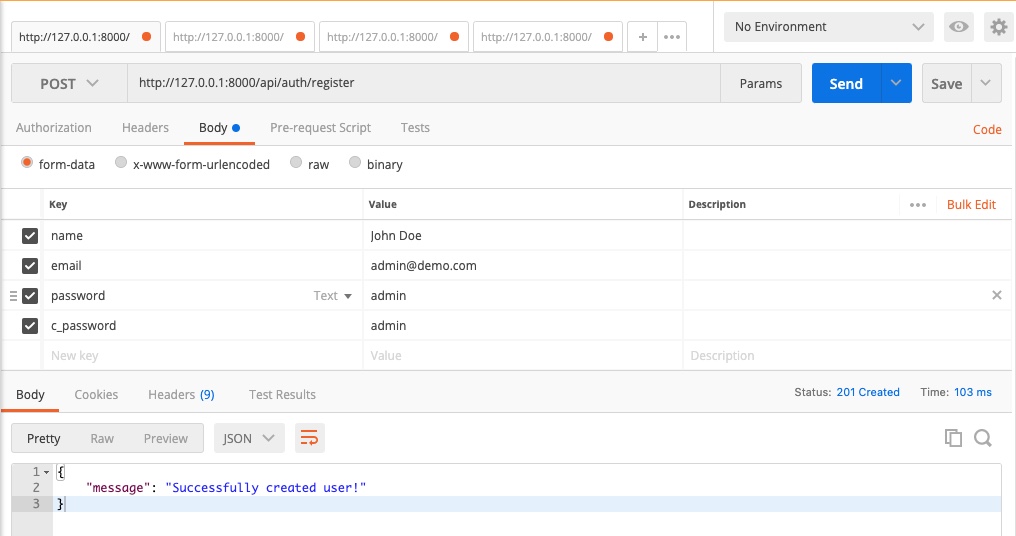 http://127.0.0.1:8000/ http://127.0.0.1:8000/ http://127.0.0.1:8000/ http://127.0.0.1:8000/ + ••• No Environment
POST http://127.0.0.1:8000/api/auth/register Params Send Save
Authorization Headers Body Pre-request Script Tests Code
form-data x-www-form-urlencoded raw binary
Key Value Description ••• Bulk Edit
name John Doe
email admin@demo.com
password Text admin
c_password admin
New key Value Description
Body Cookies Headers (9) Test Results Status: 201 Created Time: 103 ms
Pretty Raw Preview JSON
1 {
2 "message": "Successfully created user!"
3 }